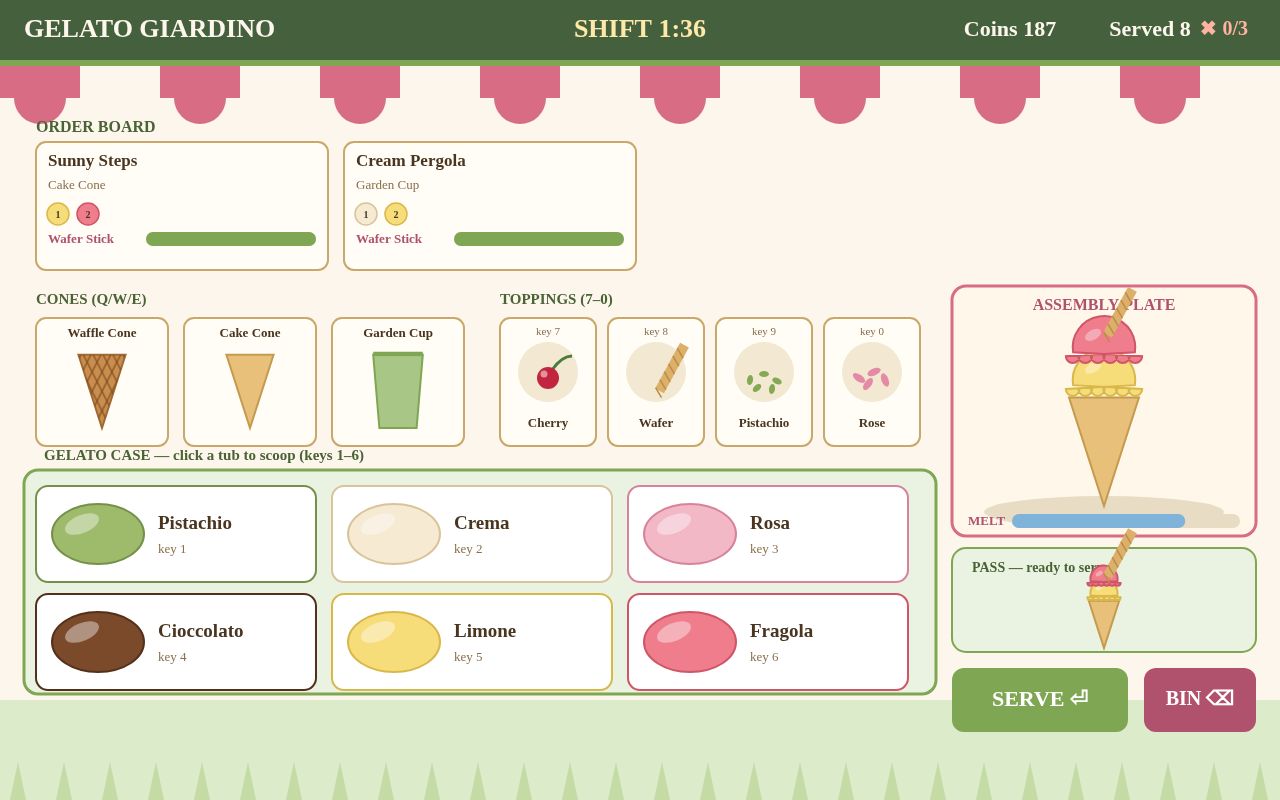 GELATO GIARDINO
SHIFT 1:36
Coins 187
Served 8 ✖ 0/3
ORDER BOARD
Sunny Steps
Cake Cone
1 2
Wafer Stick
Cream Pergola
Garden Cup
1 2
Wafer Stick
CONES (Q/W/E)
Waffle Cone
Cake Cone
Garden Cup
TOPPINGS (7–0)
key 7
Cherry
key 8
Wafer
key 9
Pistachio
key 0
Rose
ASSEMBLY PLATE
MELT
GELATO CASE — click a tub to scoop (keys 1–6)
Pistachio
key 1
Crema
key 2
Rosa
key 3
Cioccolato
key 4
Limone
key 5
Fragola
key 6
PASS — ready to serve
SERVE ⏎
BIN ⌫